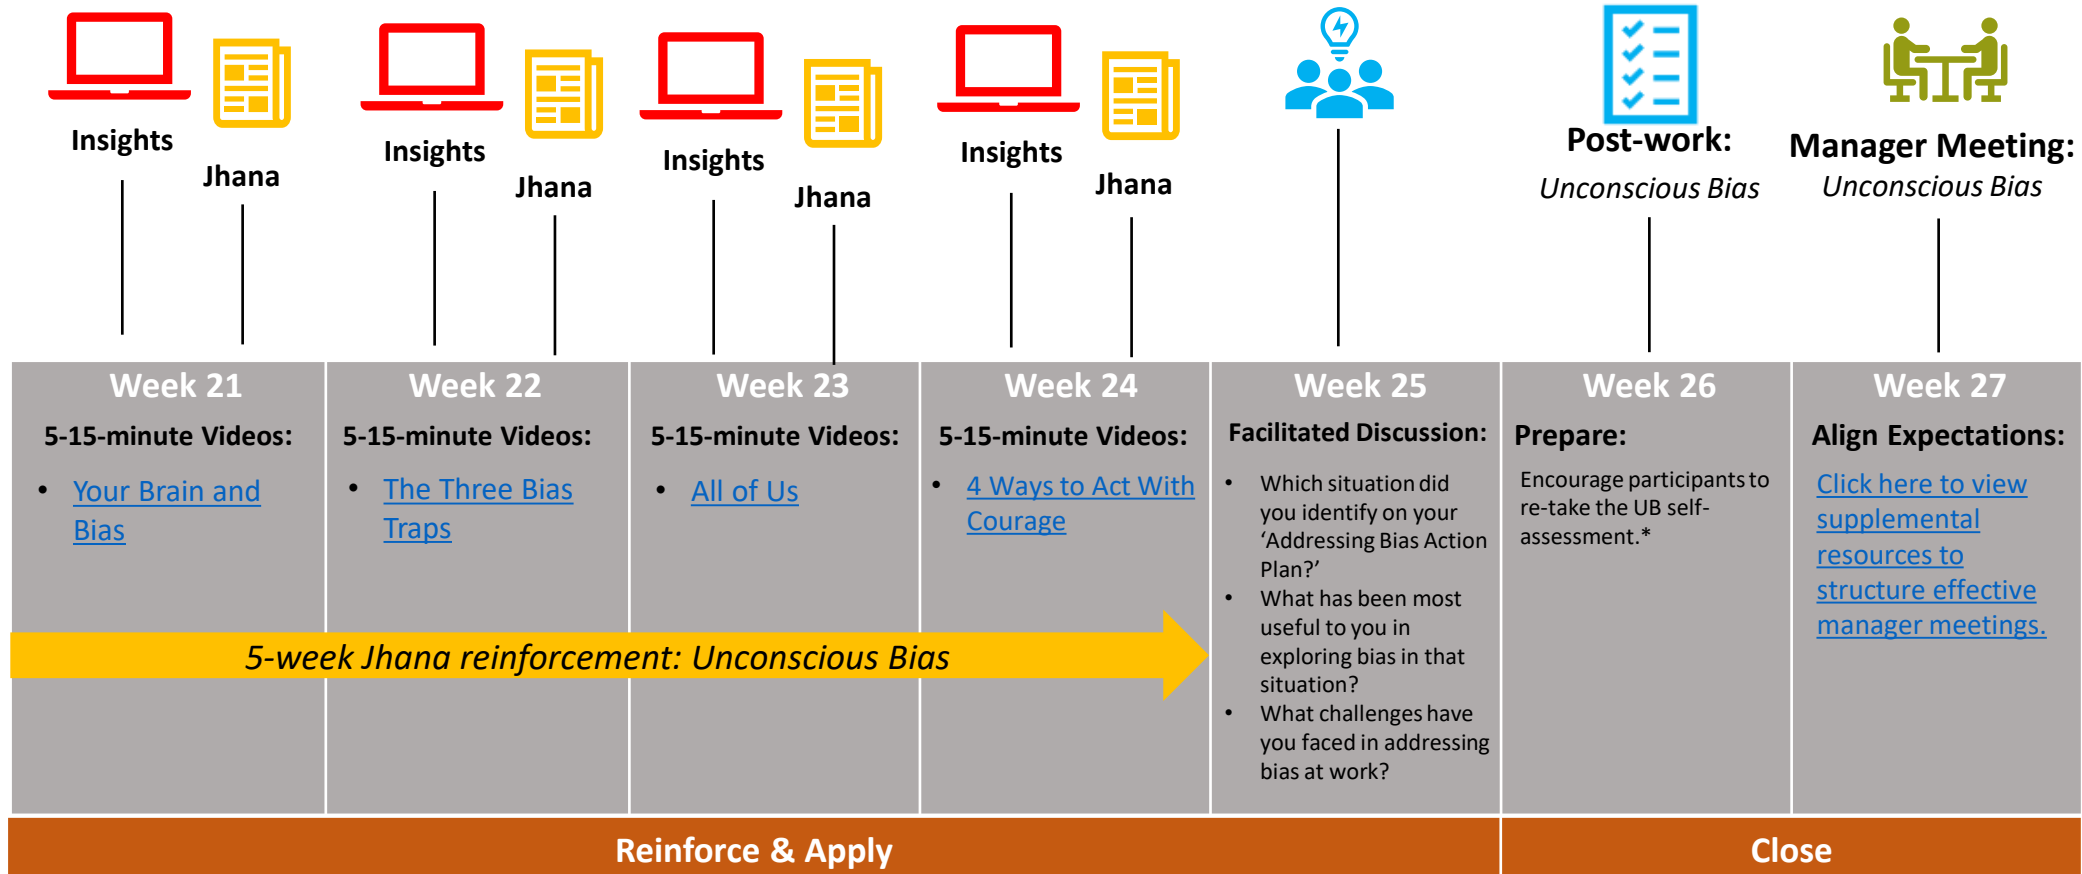 Insights
Jhana
Insights
Jhana
Insights
Jhana
Insights
Jhana
Post-work:
Unconscious Bias
Manager Meeting:
Unconscious Bias
Week 21
5-15-minute Videos:
• Your Brain and
Bias
Week 22
5-15-minute Videos:
• The Three Bias
Traps
Week 23
5-15-minute Videos:
• All of Us
Week 24
5-15-minute Videos:
• 4 Ways to Act With
Courage
5-week Jhana reinforcement: Unconscious Bias
Week 25
Facilitated Discussion:
• Which situation did
you identify on your
‘Addressing Bias Action
Plan?’
• What has been most
useful to you in
exploring bias in that
situation?
• What challenges have
you faced in addressing
bias at work?
Week 26
Prepare:
Encourage participants to
re-take the UB self-
assessment.*
Week 27
Align Expectations:
Click here to view
supplemental
resources to
structure effective
manager meetings.
Reinforce & Apply
Close